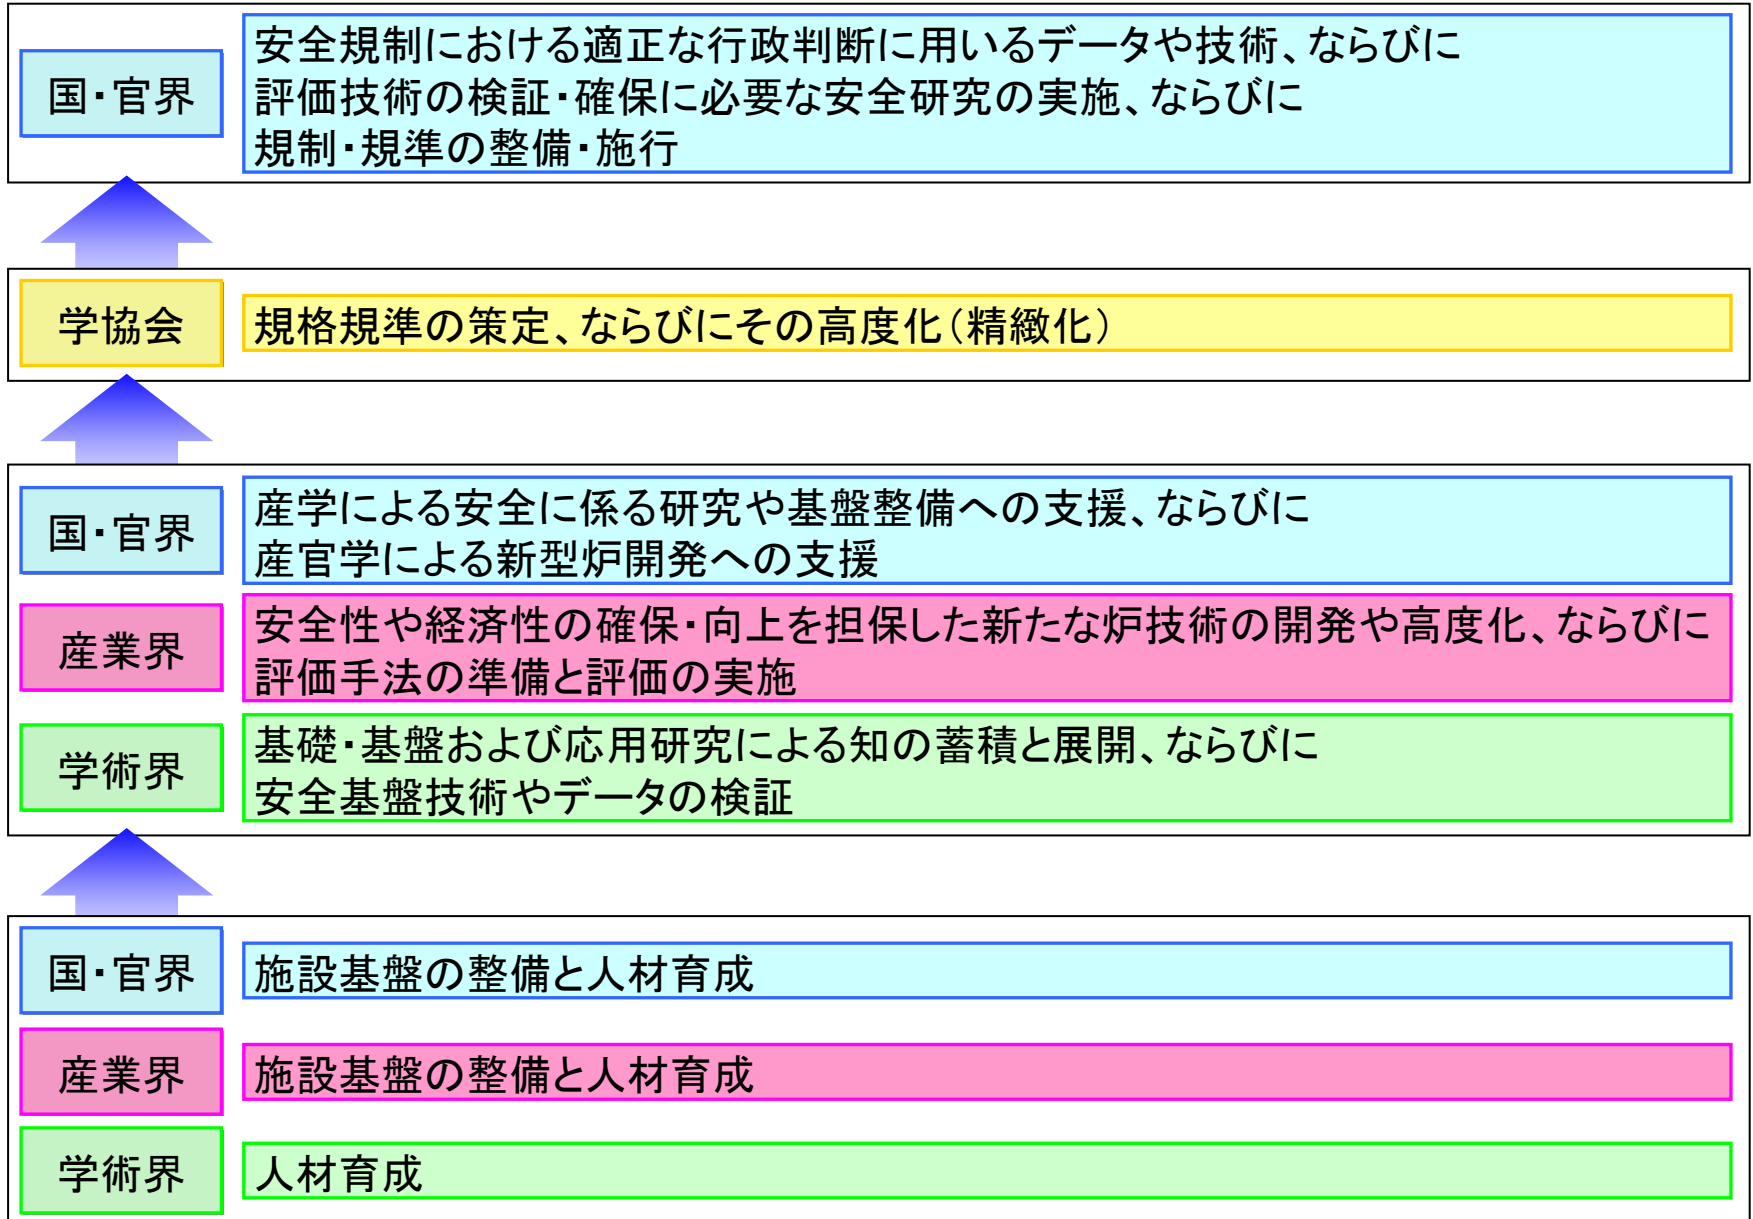 国・官界
安全規制における適正な行政判断に用いるデータや技術、ならびに
評価技術の検証・確保に必要な安全研究の実施、ならびに
規制・規準の整備・施行
学協会
規格規準の策定、ならびにその高度化（精緻化）
国・官界
産学による安全に係る研究や基盤整備への支援、ならびに
産官学による新型炉開発への支援
産業界
安全性や経済性の確保・向上を担保した新たな炉技術の開発や高度化、ならびに
評価手法の準備と評価の実施
学術界
基礎・基盤および応用研究による知の蓄積と展開、ならびに
安全基盤技術やデータの検証
国・官界
施設基盤の整備と人材育成
産業界
施設基盤の整備と人材育成
学術界
人材育成